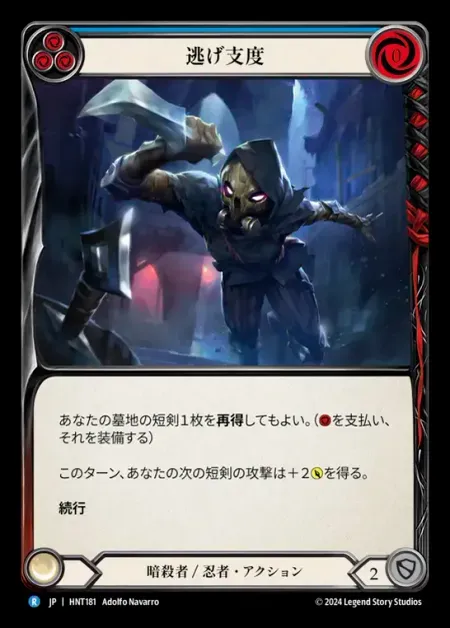 逃げ支度
0
あなたの墓地の短剣1枚を再得してもよい。(を支払い、
それを装備する)
このターン、あなたの次の短剣の攻撃は+2を得る。
続行
暗殺者 / 忍者・アクション
2
R JP | HNT181 Adolfo Navarro
© 2024 Legend Story Studios